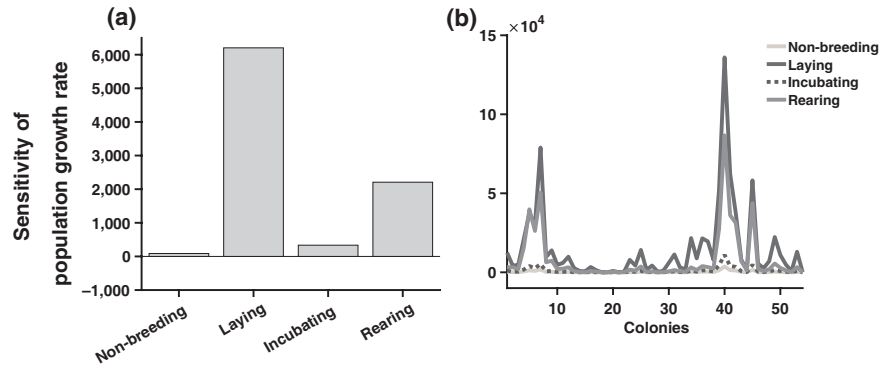 (a)
Sensitivity of
population growth rate
6,000
5,000
4,000
3,000
2,000
1,000
0
−1,000
Non-breeding
Laying
Incubating
Rearing
(b)
×10⁴
15
10
5
0
10
20
30
40
50
Colonies
Non-breeding
Laying
Incubating
Rearing